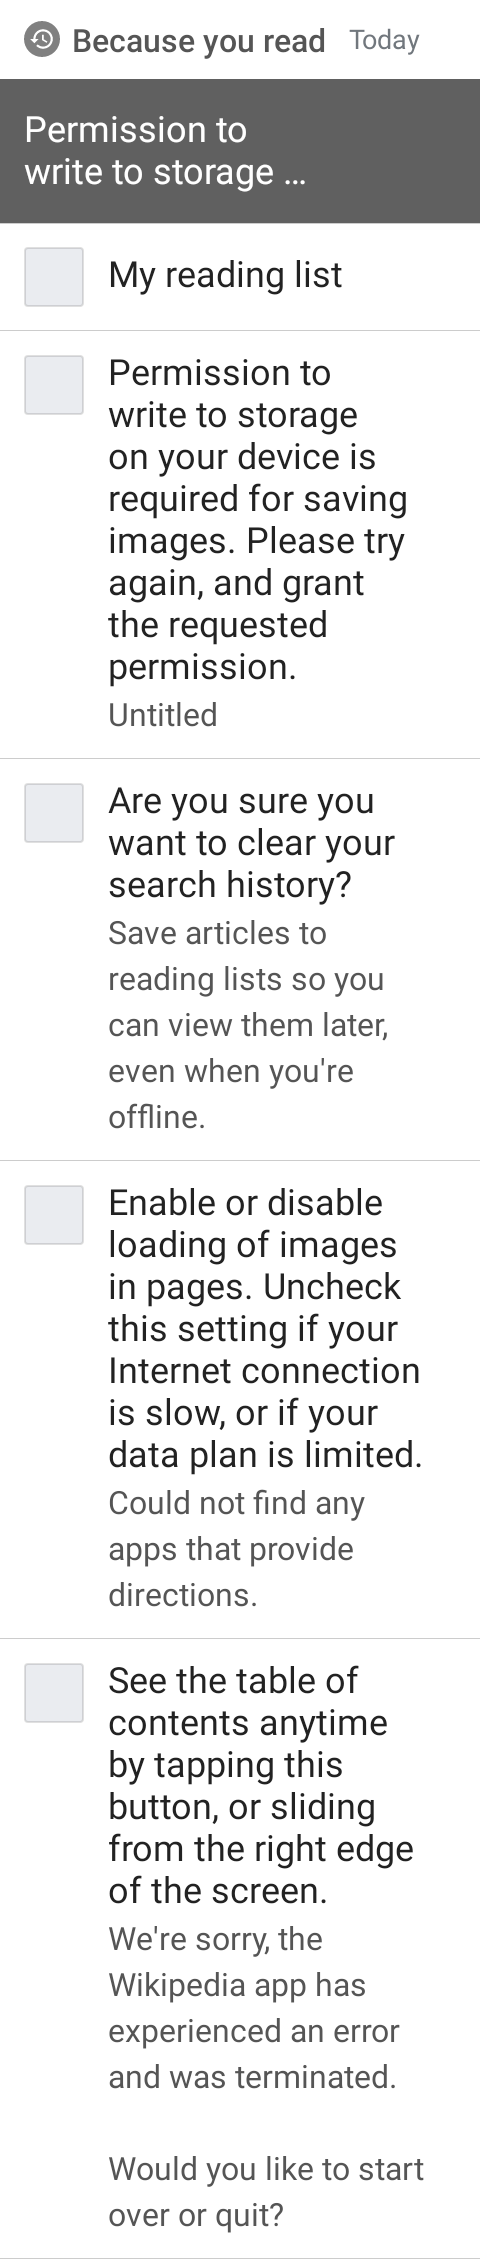 Because you read Today
Permission to
write to storage ...
My reading list
Permission to
write to storage
on your device is
required for saving
images. Please try
again, and grant
the requested
permission.
Untitled
Are you sure you
want to clear your
search history?
Save articles to
reading lists so you
can view them later,
even when you're
offline.
Enable or disable
loading of images
in pages. Uncheck
this setting if your
Internet connection
is slow, or if your
data plan is limited.
Could not find any
apps that provide
directions.
See the table of
contents anytime
by tapping this
button, or sliding
from the right edge
of the screen.
We're sorry, the
Wikipedia app has
experienced an error
and was terminated.
Would you like to start
over or quit?